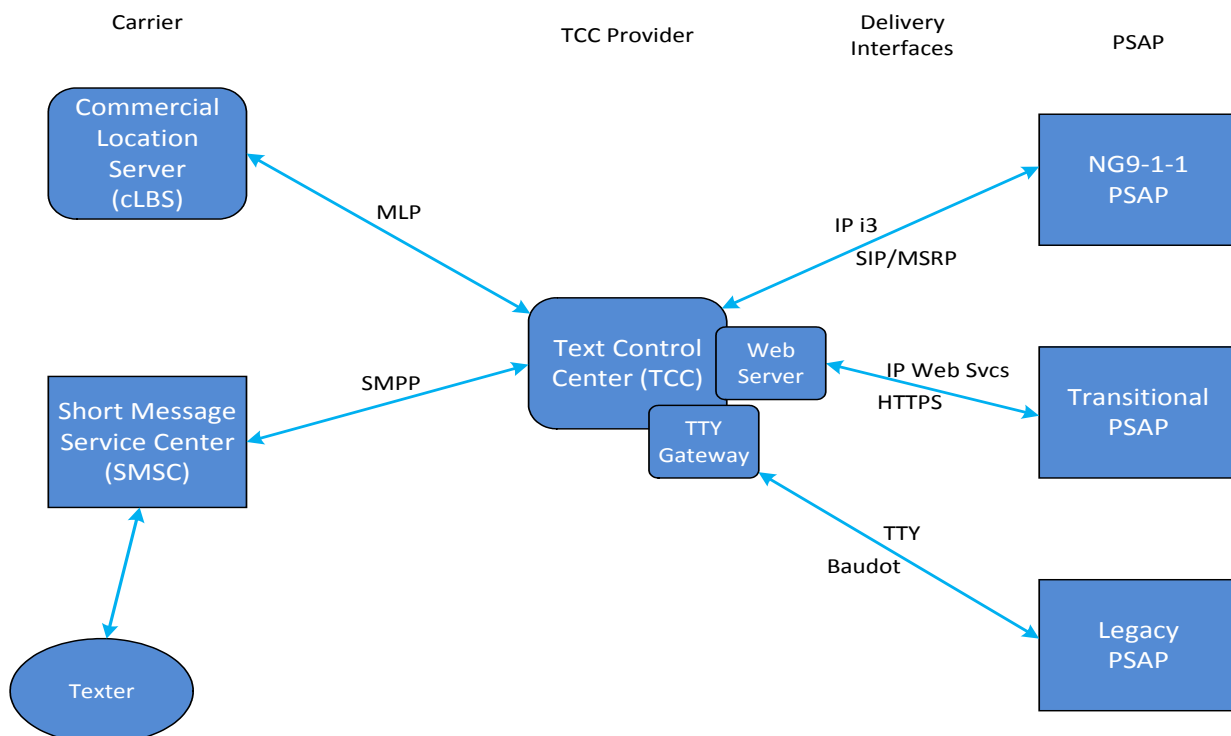 Carrier
TCC Provider
Delivery
Interfaces
PSAP
Commercial
Location
Server
(cLBS)
MLP
IP i3
SIP/MSRP
NG9-1-1
PSAP
Text Control
Center (TCC)
Web
Server
TTY
Gateway
SMPP
IP Web Svcs
HTTPS
Transitional
PSAP
Short Message
Service Center
(SMSC)
TTY
Baudot
Legacy
PSAP
Texter